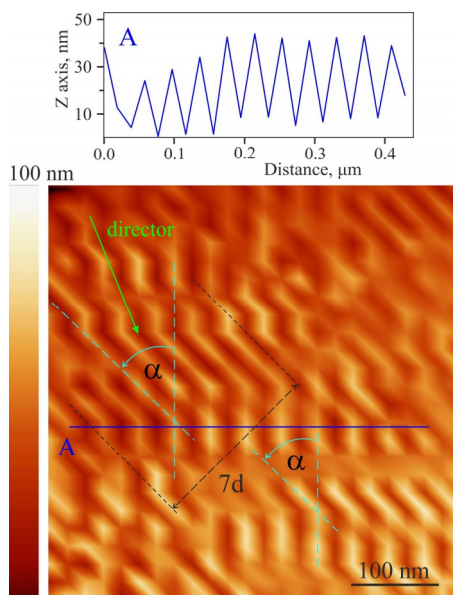 A
Z axis, nm
50
30
10
0.0
0.1
0.2
0.3
0.4
Distance, μm
100 nm
director
α
A
α
7d
100 nm